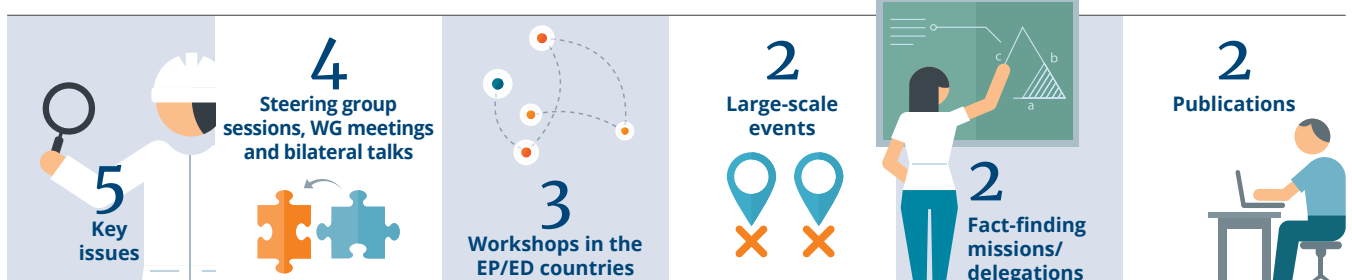 5
Key
issues
4
Steering group
sessions, WG meetings
and bilateral talks
3
Workshops in the
EP/ED countries
2
Large-scale
events
c
b
a
2
Fact-finding
missions/
delegations
2
Publications